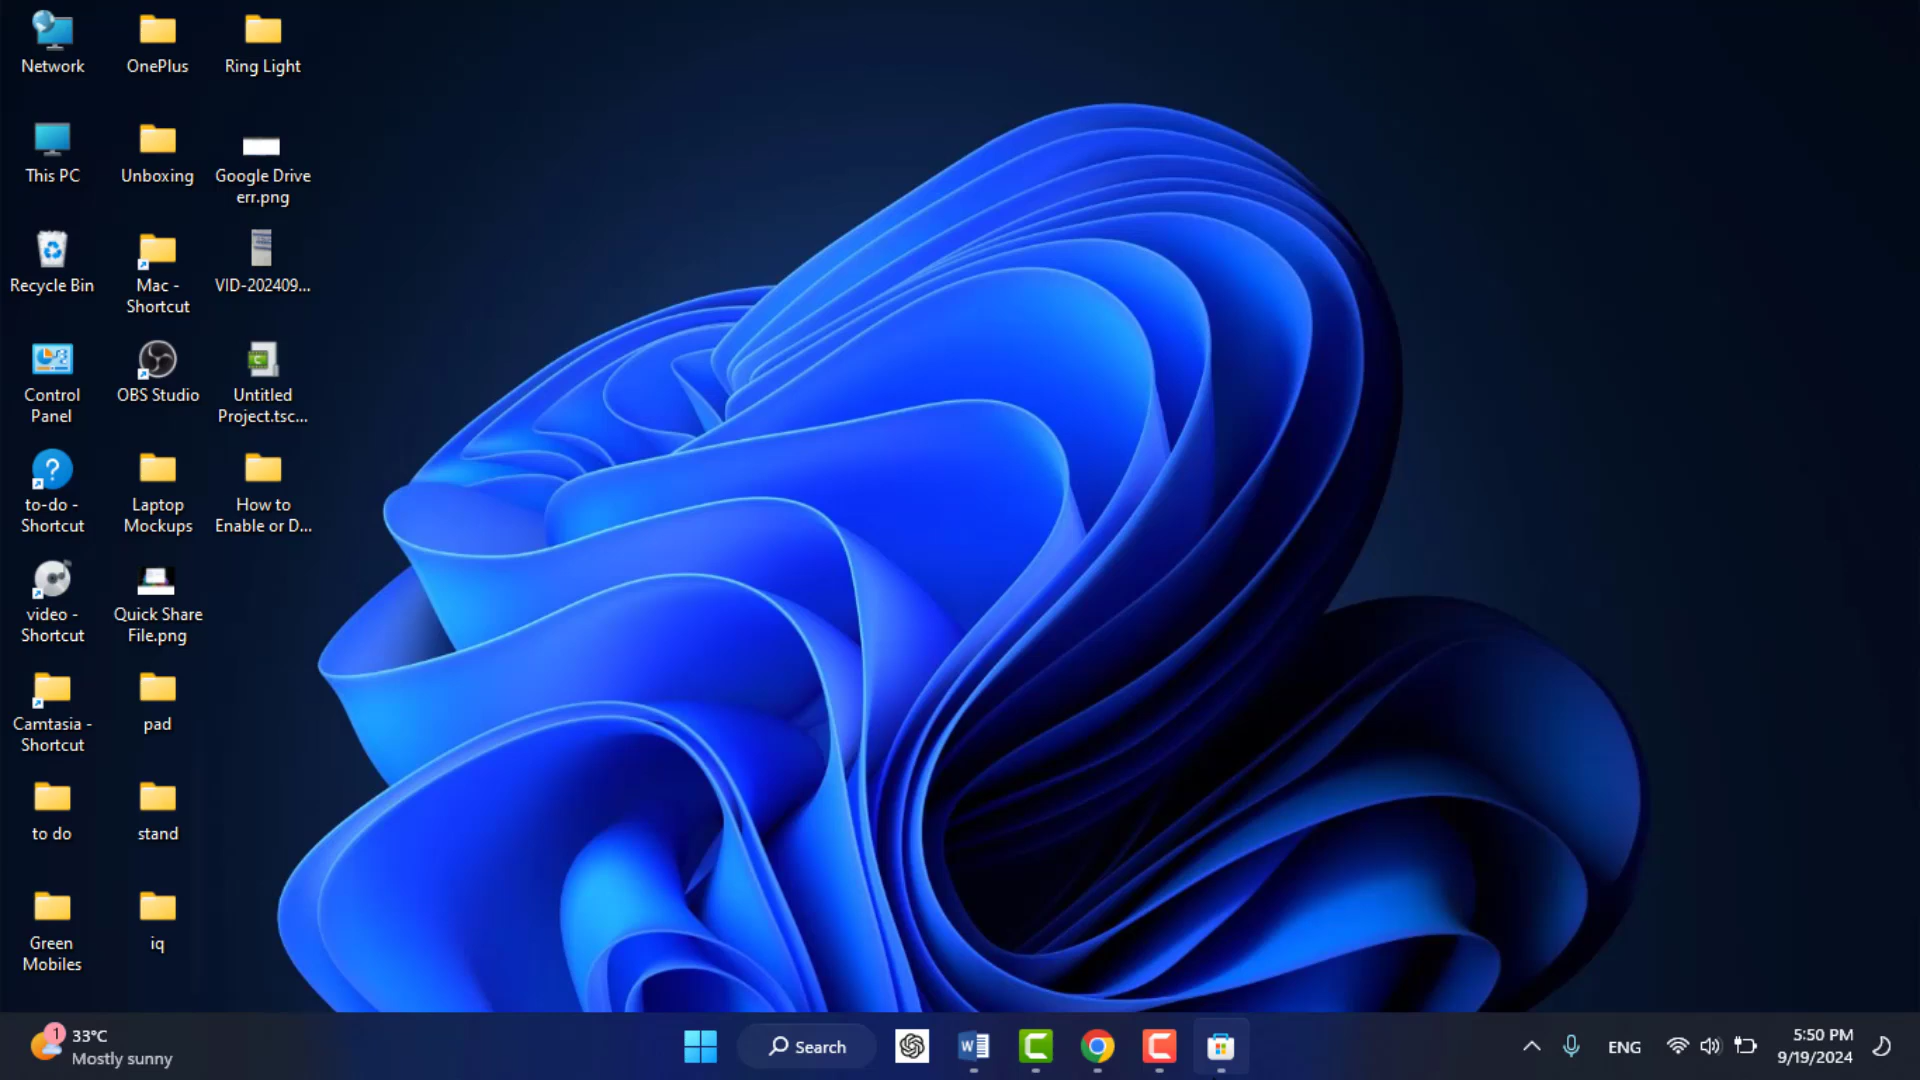 Network
OnePlus
Ring Light
This PC
Unboxing
Google Drive
err.png
Recycle Bin
Mac -
Shortcut
VID-202409...
Control
Panel
OBS Studio
Untitled
Project.tsc...
to-do -
Shortcut
Laptop
Mockups
How to
Enable or D...
video -
Shortcut
Quick Share
File.png
Camtasia -
Shortcut
pad
to do
stand
Green
Mobiles
iq
1
33°C
Mostly sunny
Search
W
ENG
5:50 PM
9/19/2024